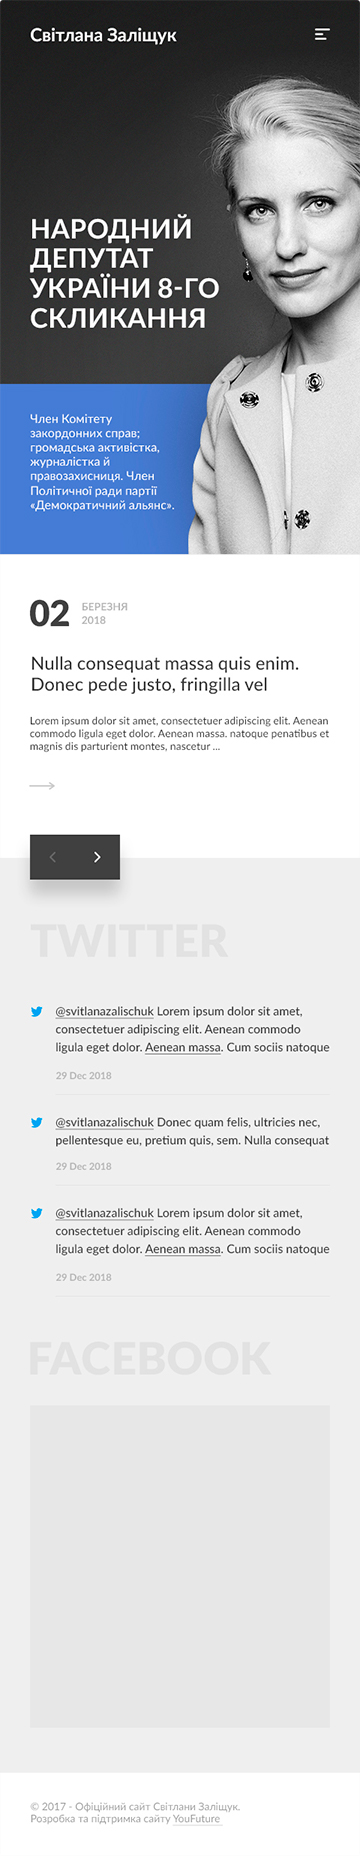 Світлана Заліщук
НАРОДНИЙ
ДЕПУТАТ
УКРАЇНИ 8-ГО
СКЛИКАННЯ
Член Комітету
закордонних справ;
громадська активістка,
журналістка й
правозахисниця. Член
Політичної ради партії
«Демократичний альянс».
02
БЕРЕЗНЯ
2018
Nulla consequat massa quis enim.
Donec pede justo, fringilla vel
Lorem ipsum dolor sit amet, consectetuer adipiscing elit. Aenean
commodo ligula eget dolor. Aenean massa. natoque penatibus et
magnis dis parturient montes, nascetur ...
TWITTER
@svitlanazalischuk Lorem ipsum dolor sit amet,
consectetuer adipiscing elit. Aenean commodo
ligula eget dolor. Aenean massa. Cum sociis natoque
29 Dec 2018
@svitlanazalischuk Donec quam felis, ultricies nec,
pellentesque eu, pretium quis, sem. Nulla consequat
29 Dec 2018
@svitlanazalischuk Lorem ipsum dolor sit amet,
consectetuer adipiscing elit. Aenean commodo
ligula eget dolor. Aenean massa. Cum sociis natoque
29 Dec 2018
FACEBOOK
© 2017 - Офіційний сайт Світлани Заліщук.
Розробка та підтримка сайту YouFuture